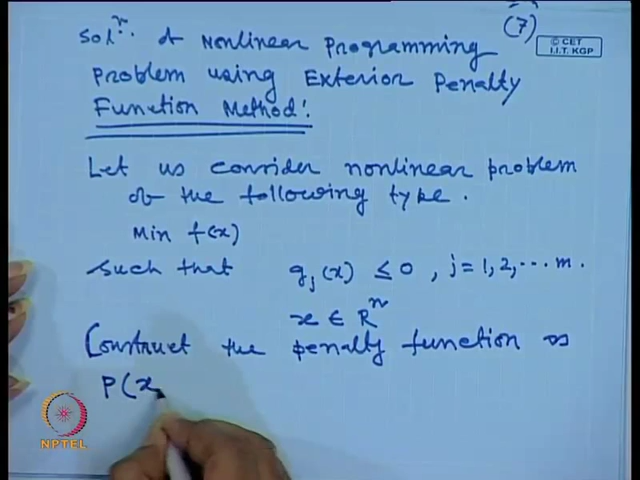 (7)
© CET
I.I.T. KGP
Solⁿ. of Nonlinear Programming
Problem using Exterior Penalty
Function Method:
Let us consider nonlinear problem
of the following type.
Min f(x)
such that gⱼ(x) ≤ 0, j = 1, 2, ... m.
x ∈ Rⁿ
Construct the penalty function as
P(x
NPTEL